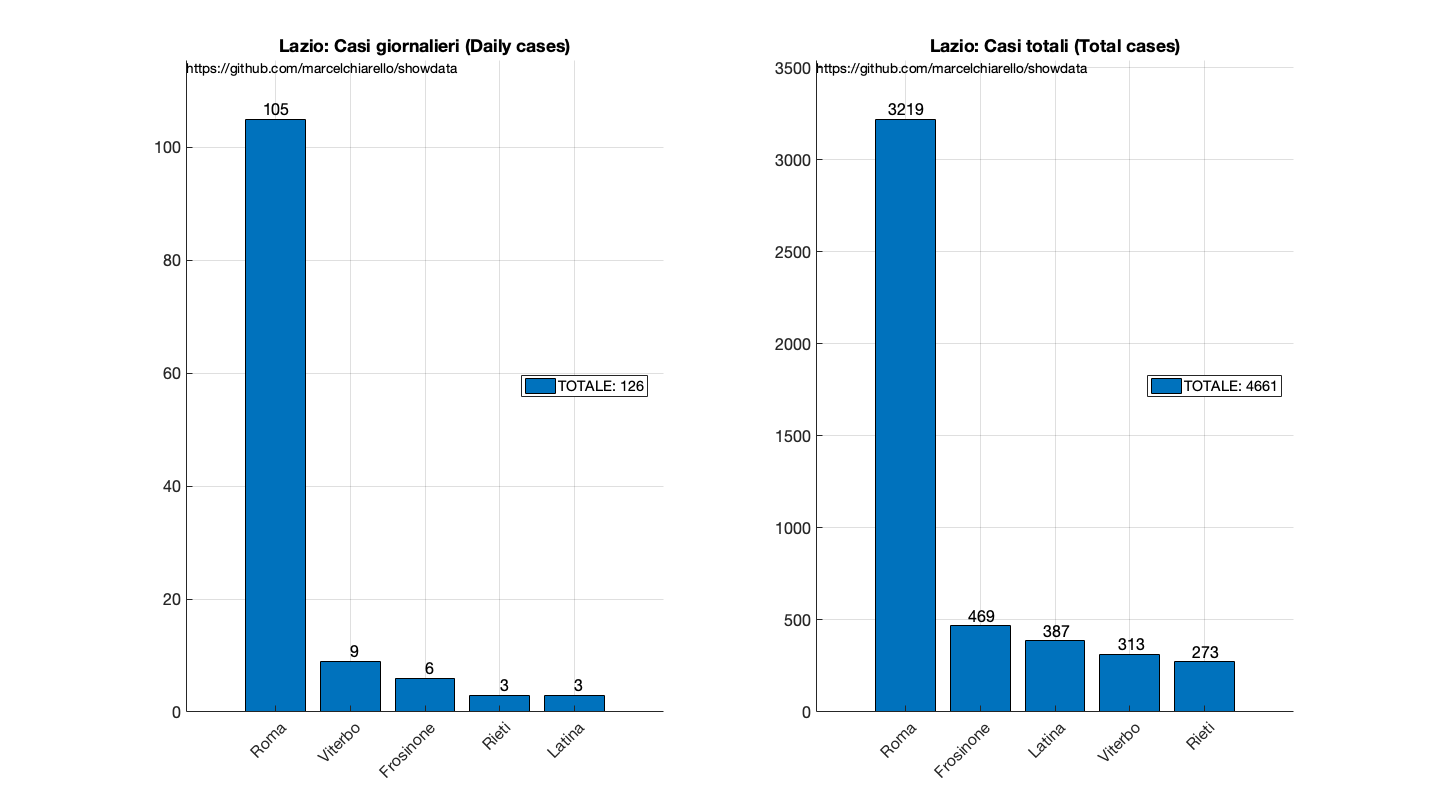 Lazio: Casi giornalieri (Daily cases)
https://github.com/marcelchiarello/showdata
105
100
80
60
TOTALE: 126
40
20
9
6
3
3
0
Roma
Viterbo
Frosinone
Rieti
Latina
Lazio: Casi totali (Total cases)
3500
https://github.com/marcelchiarello/showdata
3219
3000
2500
2000
TOTALE: 4661
1500
1000
500
469
387
313
273
0
Roma
Frosinone
Latina
Viterbo
Rieti